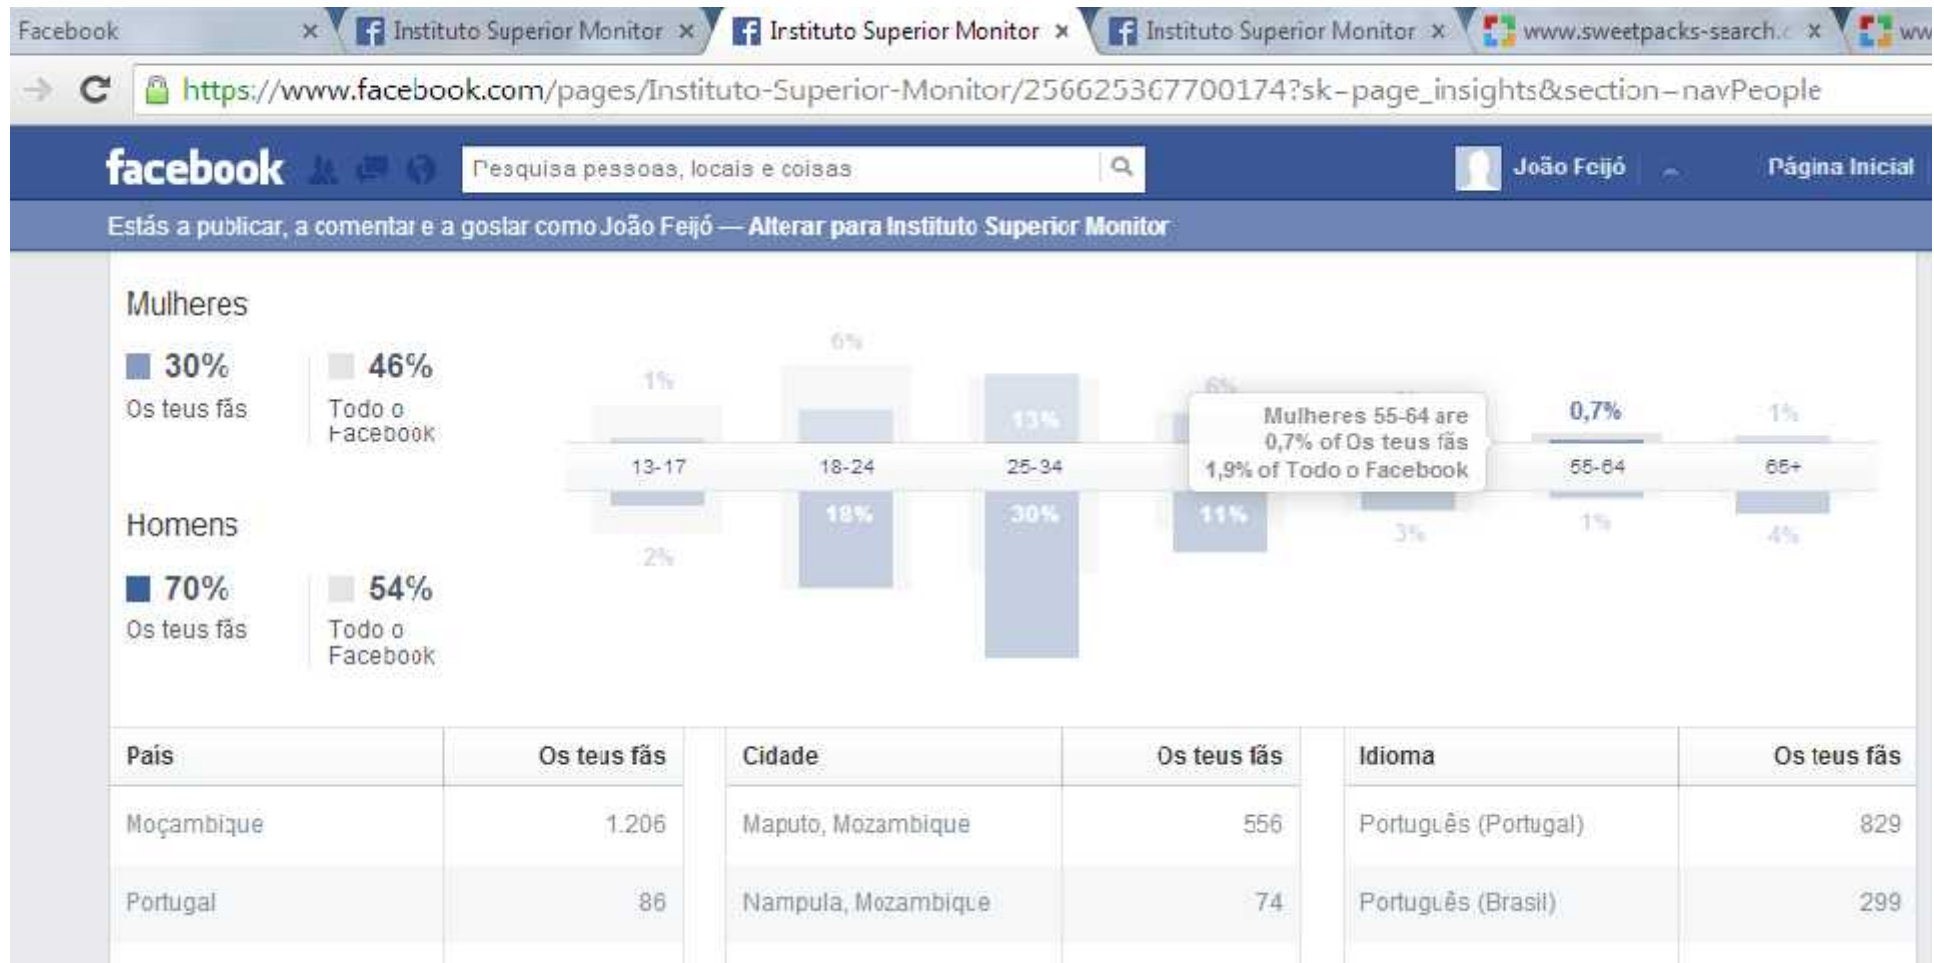 Facebook × Instituto Superior Monitor × Instituto Superior Monitor × Instituto Superior Monitor × www.sweetpacks-search.c × ww
https://www.facebook.com/pages/Instituto-Superior-Monitor/256625367700174?sk=page_insights&section=navPeople
facebook Pesquisa pessoas, locais e coisas João Feijó Página Inicial
Estás a publicar, a comentar e a gostar como João Feijó — Alterar para Instituto Superior Monitor
Mulheres
30% 46%
Os teus fãs Todo o
Facebook
1% 6% 13% 6% 0,7% 1%
Mulheres 55-64 are
0,7% of Os teus fãs
1,9% of Todo o Facebook
13-17 18-24 25-34 55-64 65+
Homens
70% 54%
Os teus fãs Todo o
Facebook
2% 18% 30% 11% 3% 1% 4%
País Os teus fãs Cidade Os teus fãs Idioma Os teus fãs
Moçambique 1.206 Maputo, Mozambique 556 Português (Portugal) 829
Portugal 86 Nampula, Mozambique 74 Português (Brasil) 299